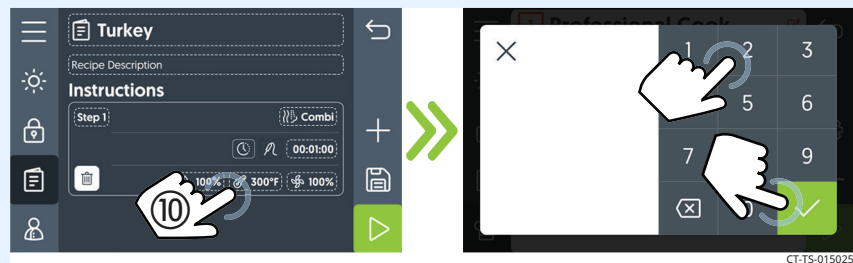 Turkey
Recipe Description
Instructions
Step 1
Combi
00:01:00
100% 300°F 100%
⑩
Professional Cook
1 2 3
5 6
7 9
0
CT-TS-015025